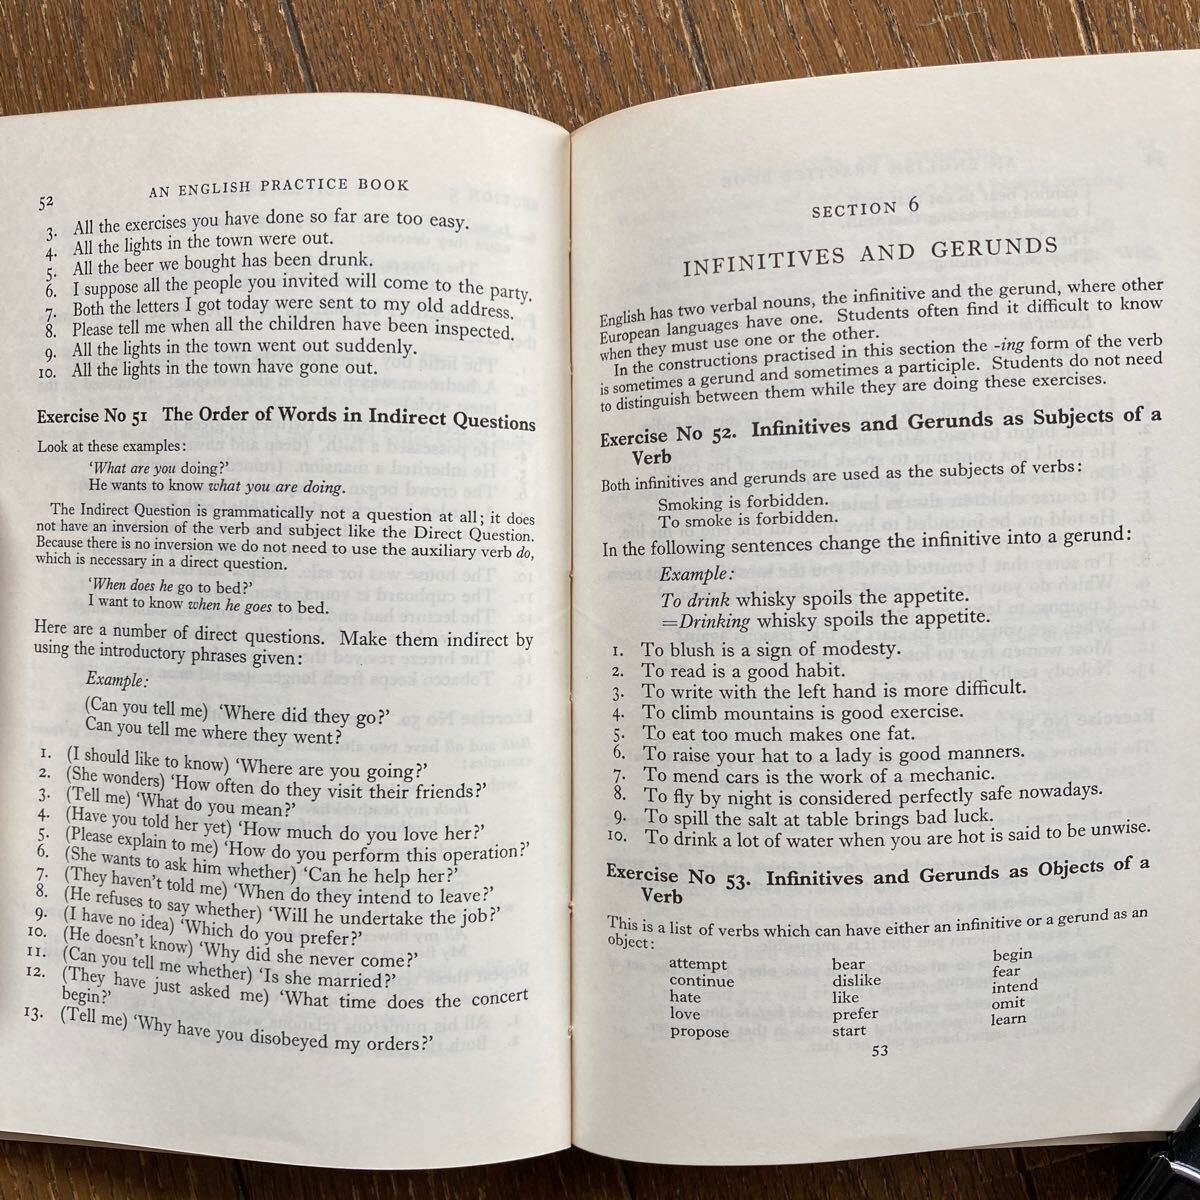 52
AN ENGLISH PRACTICE BOOK
3. All the exercises you have done so far are too easy.
4. All the lights in the town were out.
5. All the beer we bought has been drunk.
6. I suppose all the people you invited will come to the party.
7. Both the letters I got today were sent to my old address.
8. Please tell me when all the children have been inspected.
9. All the lights in the town went out suddenly.
10. All the lights in the town have gone out.
Exercise No 51 The Order of Words in Indirect Questions
Look at these examples:
‘What are you doing?’
He wants to know what you are doing.
The Indirect Question is grammatically not a question at all; it does
not have an inversion of the verb and subject like the Direct Question.
Because there is no inversion we do not need to use the auxiliary verb do,
which is necessary in a direct question.
‘When does he go to bed?’
I want to know when he goes to bed.
Here are a number of direct questions. Make them indirect by
using the introductory phrases given:
Example:
(Can you tell me) ‘Where did they go?’
Can you tell me where they went?
1. (I should like to know) ‘Where are you going?’
2. (She wonders) ‘How often do they visit their friends?’
3. (Tell me) ‘What do you mean?’
4. (Have you told her yet) ‘How much do you love her?’
5. (Please explain to me) ‘How do you perform this operation?’
6. (She wants to ask him whether) ‘Can he help her?’
7. (They haven’t told me) ‘When do they intend to leave?’
8. (He refuses to say whether) ‘Will he undertake the job?’
9. (I have no idea) ‘Which do you prefer?’
10. (He doesn’t know) ‘Why did she never come?’
11. (Can you tell me whether) ‘Is she married?’
12. (They have just asked me) ‘What time does the concert
begin?’
13. (Tell me) ‘Why have you disobeyed my orders?’
SECTION 6
INFINITIVES AND GERUNDS
English has two verbal nouns, the infinitive and the gerund, where other
European languages have one. Students often find it difficult to know
when they must use one or the other.
In the constructions practised in this section the -ing form of the verb
is sometimes a gerund and sometimes a participle. Students do not need
to distinguish between them while they are doing these exercises.
Exercise No 52. Infinitives and Gerunds as Subjects of a
Verb
Both infinitives and gerunds are used as the subjects of verbs:
Smoking is forbidden.
To smoke is forbidden.
In the following sentences change the infinitive into a gerund:
Example:
To drink whisky spoils the appetite.
=Drinking whisky spoils the appetite.
1. To blush is a sign of modesty.
2. To read is a good habit.
3. To write with the left hand is more difficult.
4. To climb mountains is good exercise.
5. To eat too much makes one fat.
6. To raise your hat to a lady is good manners.
7. To mend cars is the work of a mechanic.
8. To fly by night is considered perfectly safe nowadays.
9. To spill the salt at table brings bad luck.
10. To drink a lot of water when you are hot is said to be unwise.
Exercise No 53. Infinitives and Gerunds as Objects of a
Verb
This is a list of verbs which can have either an infinitive or a gerund as an
object:
attempt bear begin
continue dislike fear
hate like intend
love prefer omit
propose start learn
53